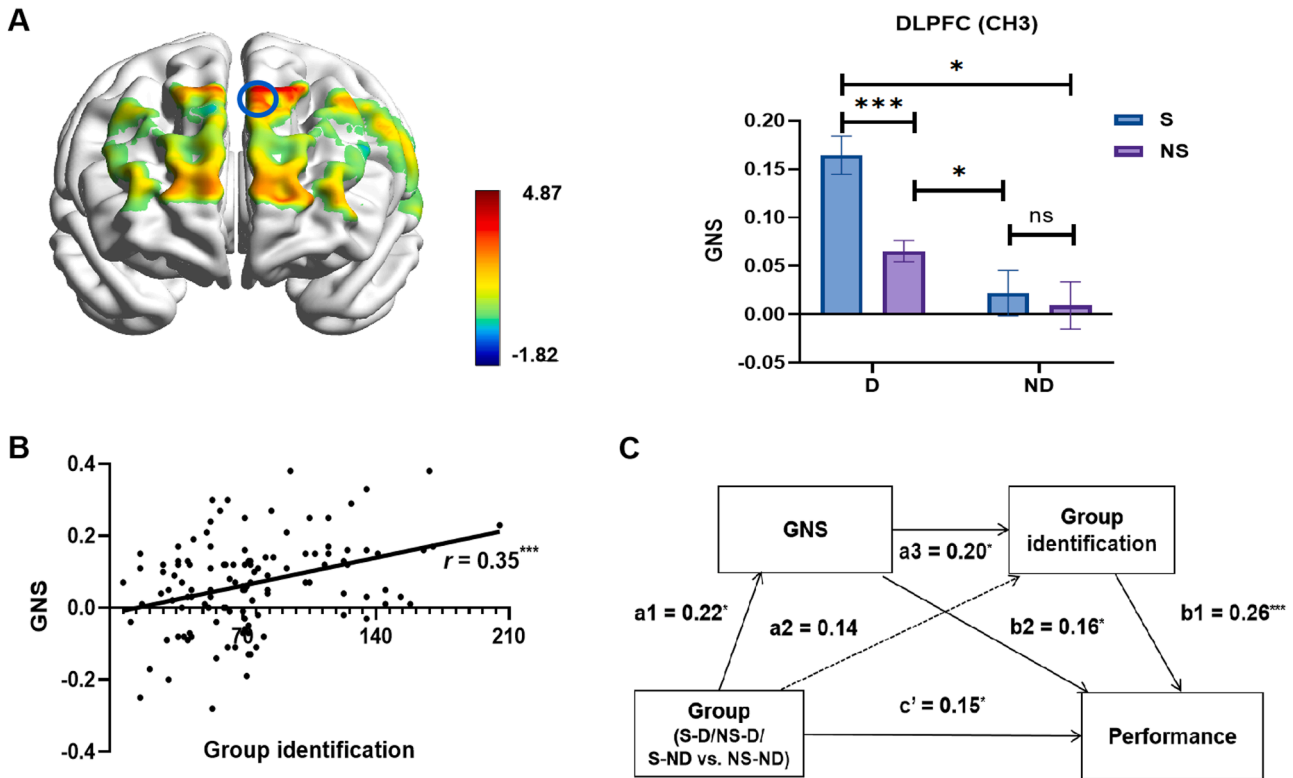 A
4.87
-1.82
DLPFC (CH3)
*
***
*
ns
S
NS
GNS
0.20
0.15
0.10
0.05
0.00
-0.05
D
ND
B
GNS
0.4
0.2
0.0
-0.2
-0.4
70
140
210
r = 0.35***
Group identification
C
GNS
Group
identification
a3 = 0.20*
a1 = 0.22*
a2 = 0.14
b2 = 0.16*
b1 = 0.26***
Group
(S-D/NS-D/
S-ND vs. NS-ND)
c' = 0.15*
Performance